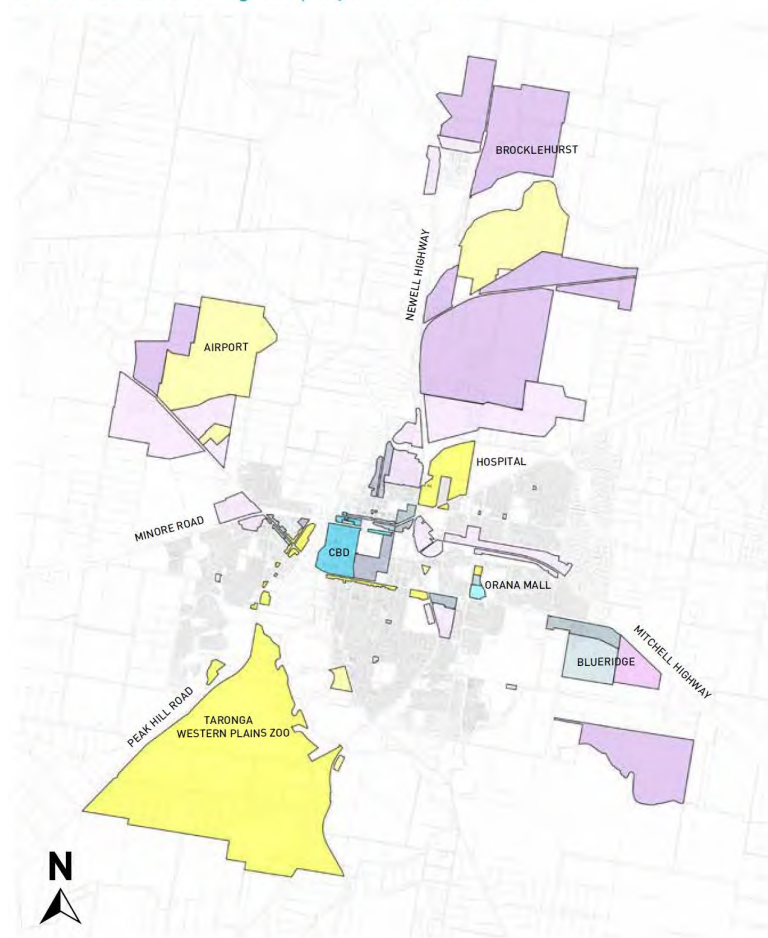 BROCKLEHURST
NEWELL HIGHWAY
AIRPORT
HOSPITAL
MINORE ROAD
CBD
ORANA MALL
MITCHELL HIGHWAY
BLUERIDGE
PEAK HILL ROAD
TARONGA
WESTERN PLAINS ZOO
N